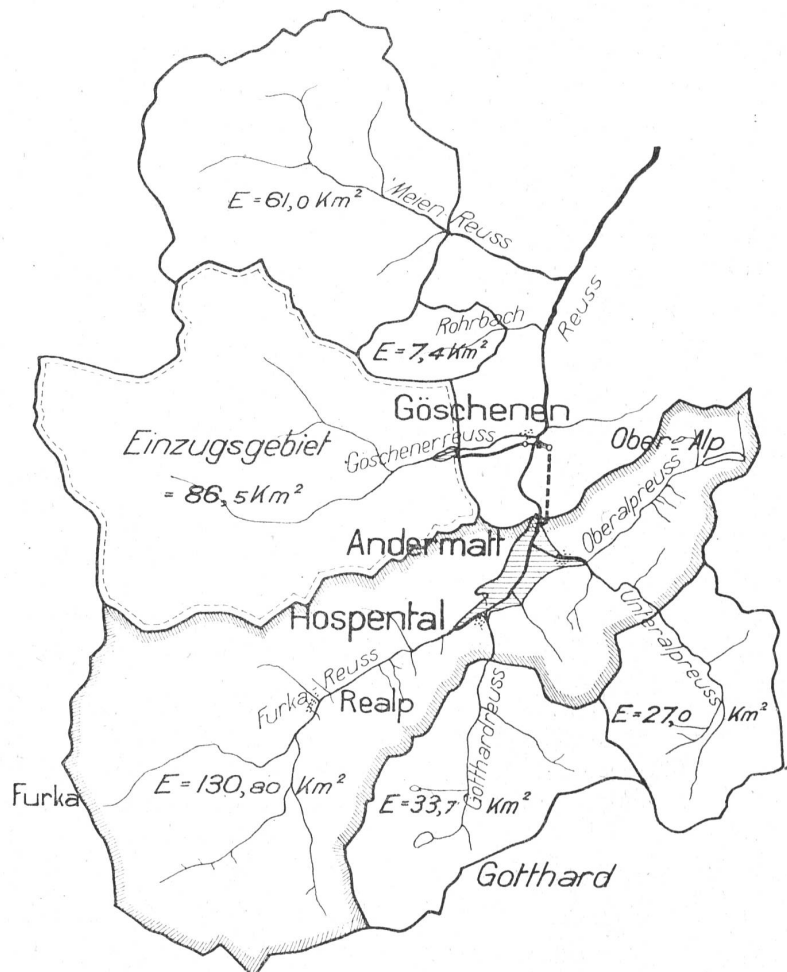 E = 61,0 Km²
Meien-Reuss
Reuss
Rohrbach
E = 7,4 Km²
Göschenen
Göschenerreuss
Ober-Alp
Einzugsgebiet
= 86,5 Km²
Oberalpreuss
Andermatt
Unteralpreuss
Hospental
Furka-Reuss
Realp
Gotthardreuss
E = 27,0 Km²
Furka
E = 130,80 Km²
E = 33,7 Km²
Gotthard